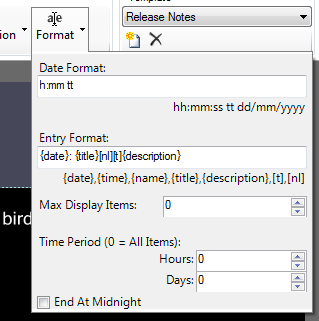 Template
ion
aʃe
Format
Release Notes
Date Format:
h:mm tt
hh:mm:ss tt dd/mm/yyyy
Entry Format:
{date}: {title}[nl][t]{description}
{date},{time},{name},{title},{description},[t],[nl]
bird
Max Display Items: 0
Time Period (0 = All Items):
Hours: 0
Days: 0
End At Midnight